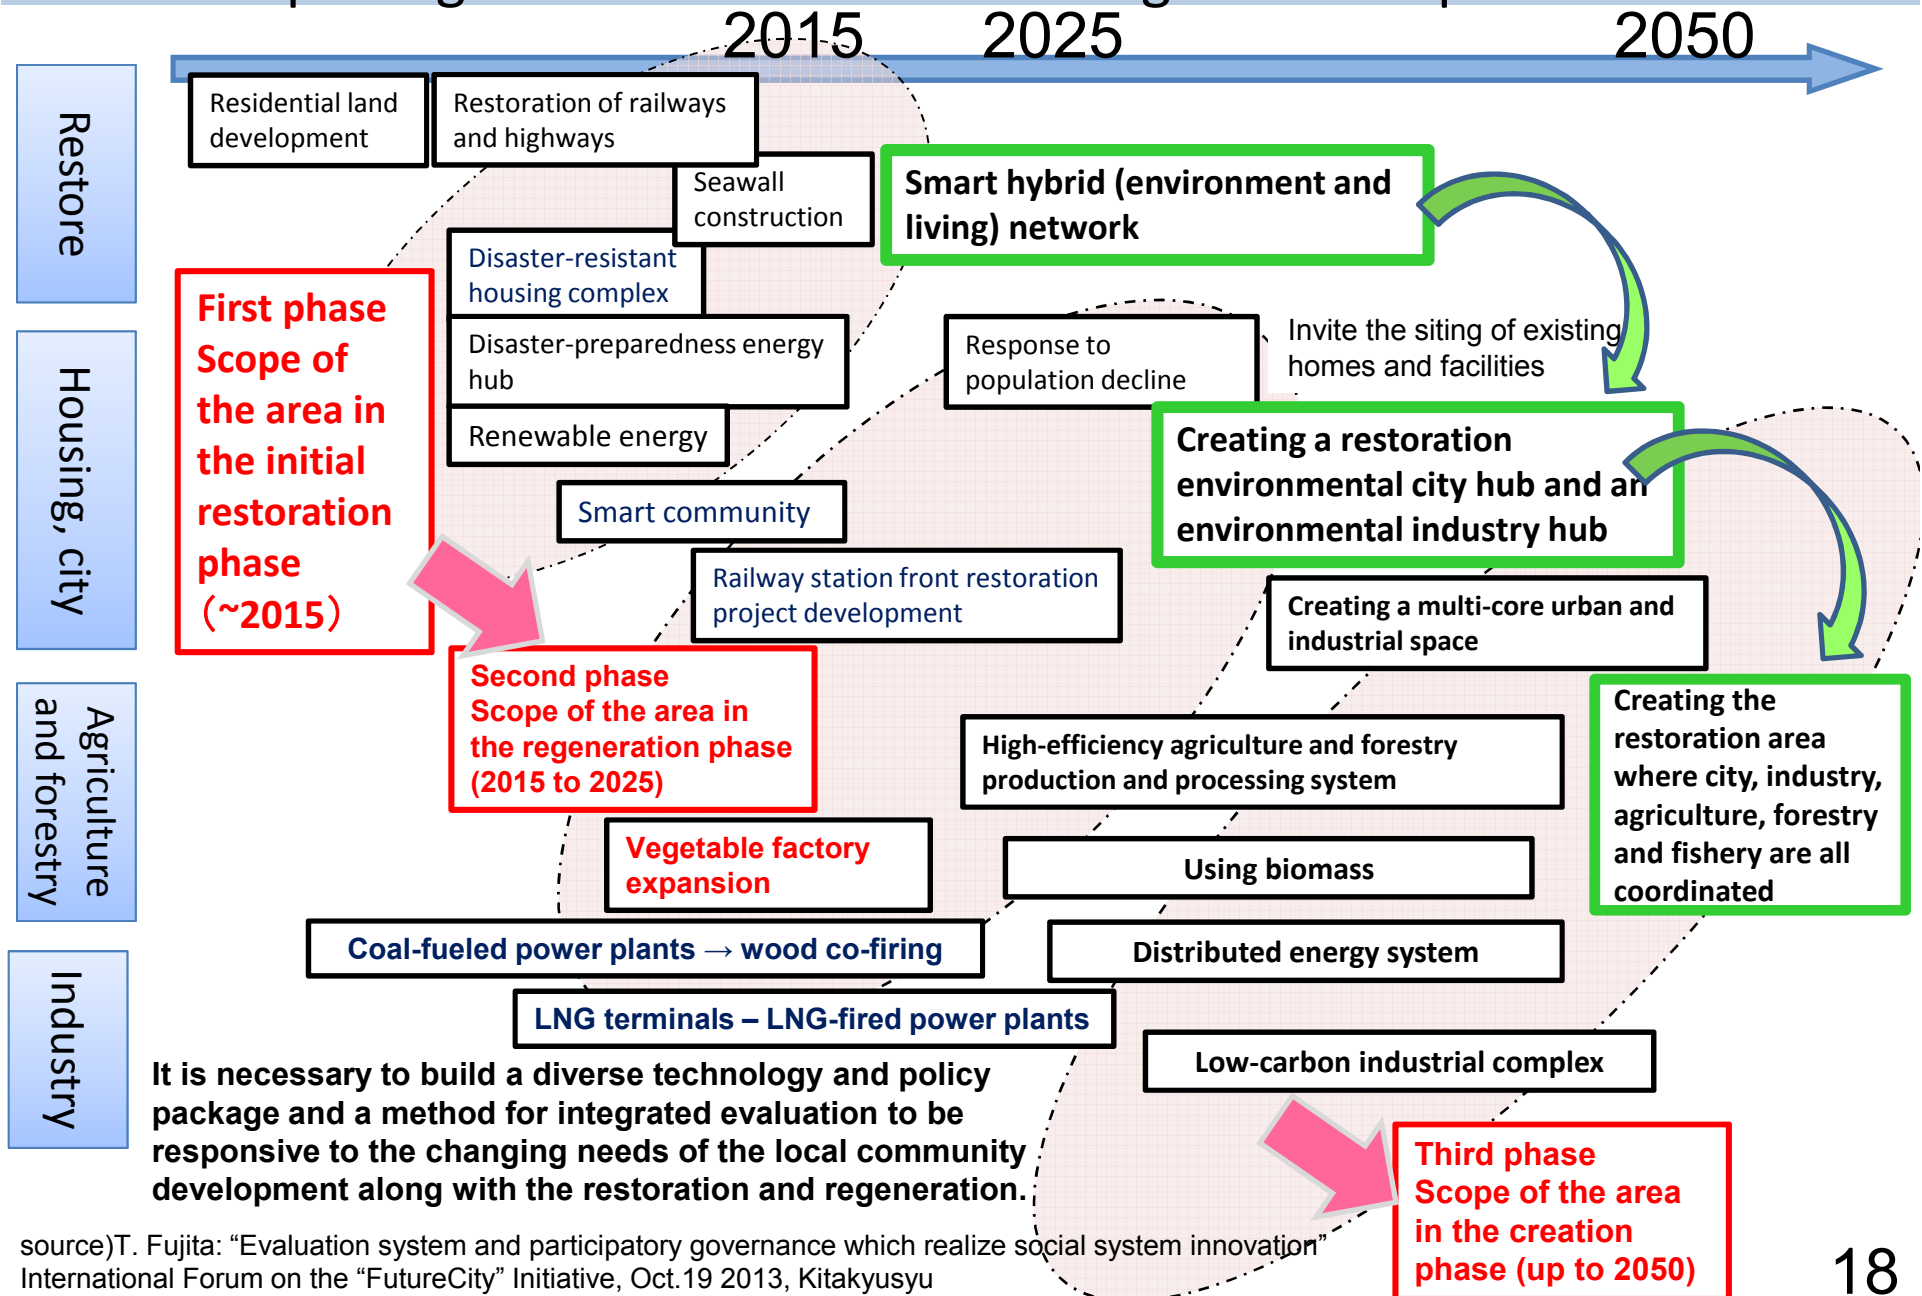 2015
2025
2050
Restore
Residential land
development
Restoration of railways
and highways
Seawall
construction
Smart hybrid (environment and
living) network
Disaster-resistant
housing complex
First phase
Scope of
the area in
the initial
restoration
phase
（~2015）
Housing, city
Disaster-preparedness energy
hub
Response to
population decline
Invite the siting of existing
homes and facilities
Renewable energy
Creating a restoration
environmental city hub and an
environmental industry hub
Smart community
Railway station front restoration
project development
Creating a multi-core urban and
industrial space
Second phase
Scope of the area in
the regeneration phase
(2015 to 2025)
Agriculture
and forestry
High-efficiency agriculture and forestry
production and processing system
Creating the
restoration area
where city, industry,
agriculture, forestry
and fishery are all
coordinated
Vegetable factory
expansion
Using biomass
Industry
Coal-fueled power plants → wood co-firing
Distributed energy system
LNG terminals – LNG-fired power plants
Low-carbon industrial complex
It is necessary to build a diverse technology and policy
package and a method for integrated evaluation to be
responsive to the changing needs of the local community
development along with the restoration and regeneration.
Third phase
Scope of the area
in the creation
phase (up to 2050)
source)T. Fujita: “Evaluation system and participatory governance which realize social system innovation”
International Forum on the “FutureCity” Initiative, Oct.19 2013, Kitakyusyu
18